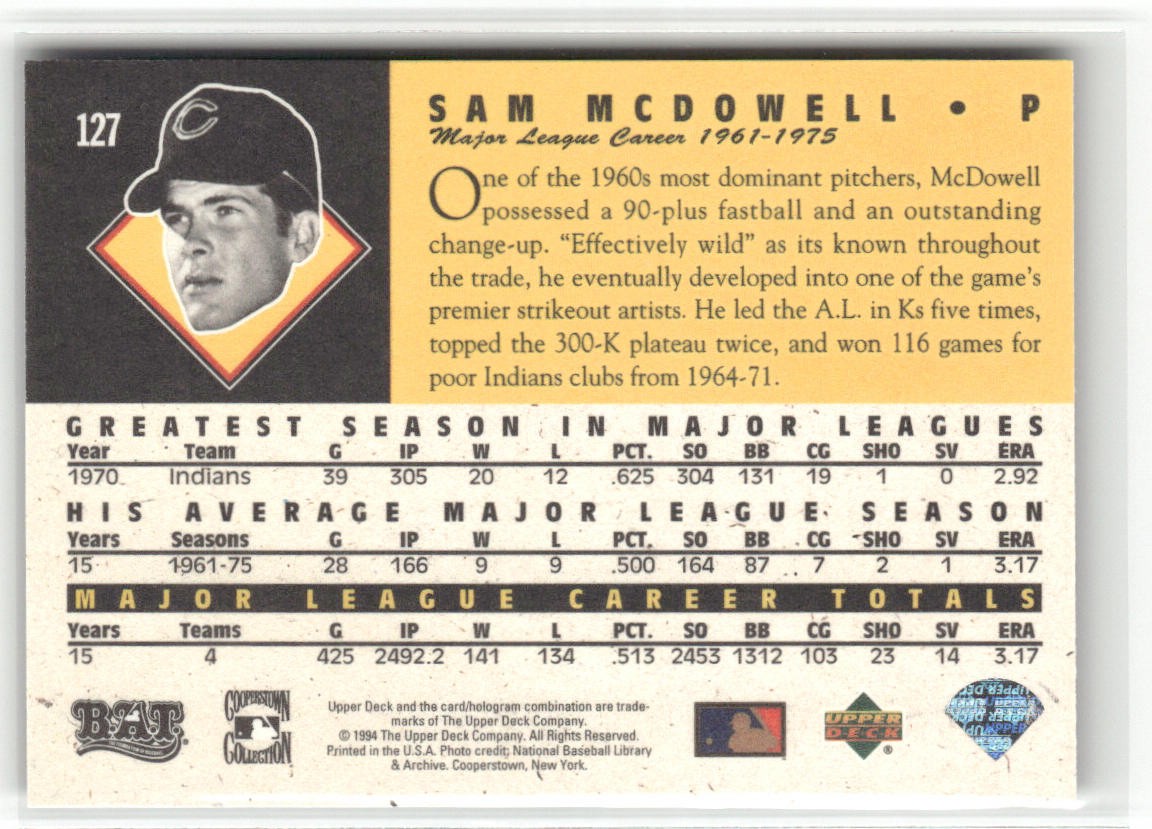 127
C
SAM MCDOWELL • P
Major League Career 1961-1975
One of the 1960s most dominant pitchers, McDowell
possessed a 90-plus fastball and an outstanding
change-up. “Effectively wild” as its known throughout
the trade, he eventually developed into one of the game’s
premier strikeout artists. He led the A.L. in Ks five times,
topped the 300-K plateau twice, and won 116 games for
poor Indians clubs from 1964-71.
GREATEST SEASON IN MAJOR LEAGUES
Year Team G IP W L PCT. SO BB CG SHO SV ERA
1970 Indians 39 305 20 12 .625 304 131 19 1 0 2.92
HIS AVERAGE MAJOR LEAGUE SEASON
Years Seasons G IP W L PCT. SO BB CG SHO SV ERA
15 1961-75 28 166 9 9 .500 164 87 7 2 1 3.17
MAJOR LEAGUE CAREER TOTALS
Years Teams G IP W L PCT. SO BB CG SHO SV ERA
15 4 425 2492.2 141 134 .513 2453 1312 103 23 14 3.17
B.A.T.
COOPERSTOWN
COLLECTION
Upper Deck and the card/hologram combination are trade-
marks of The Upper Deck Company.
© 1994 The Upper Deck Company. All Rights Reserved.
Printed in the U.S.A. Photo credit; National Baseball Library
& Archive. Cooperstown, New York.
UPPER
DECK
®
UPPER DECK